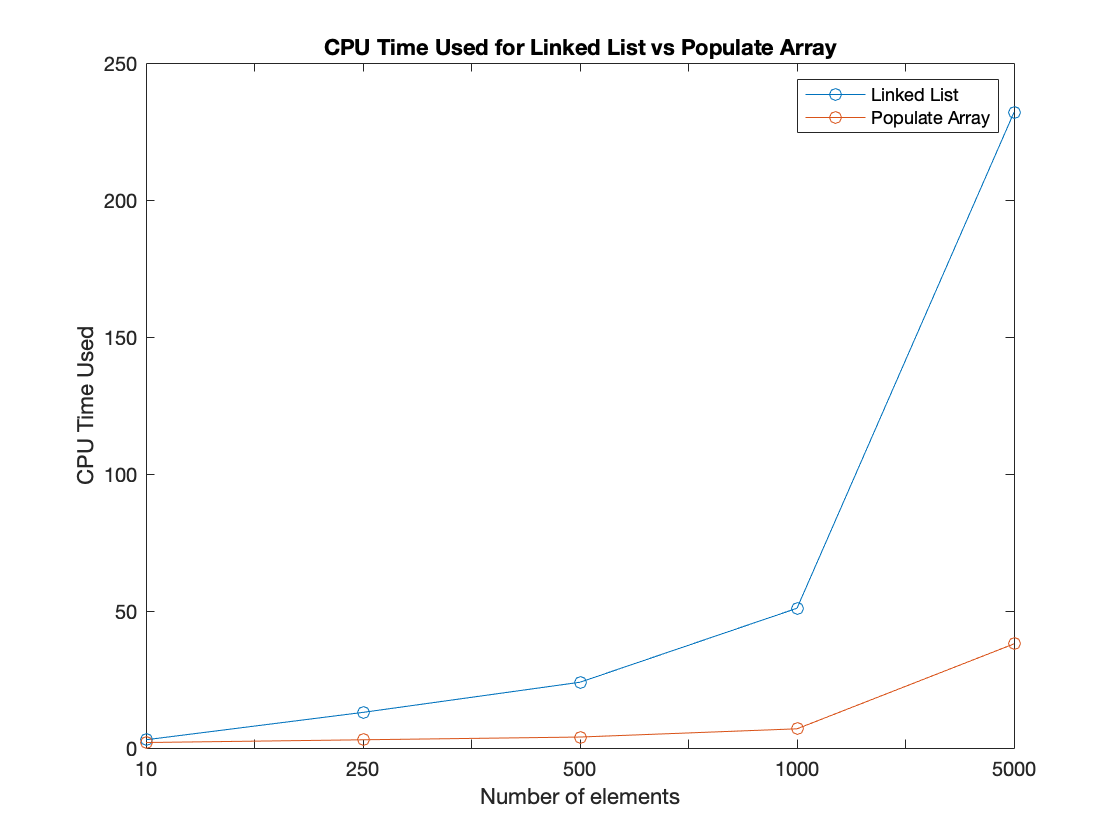 CPU Time Used for Linked List vs Populate Array
250
200
150
100
50
0
CPU Time Used
Linked List
Populate Array
10 250 500 1000 5000
Number of elements